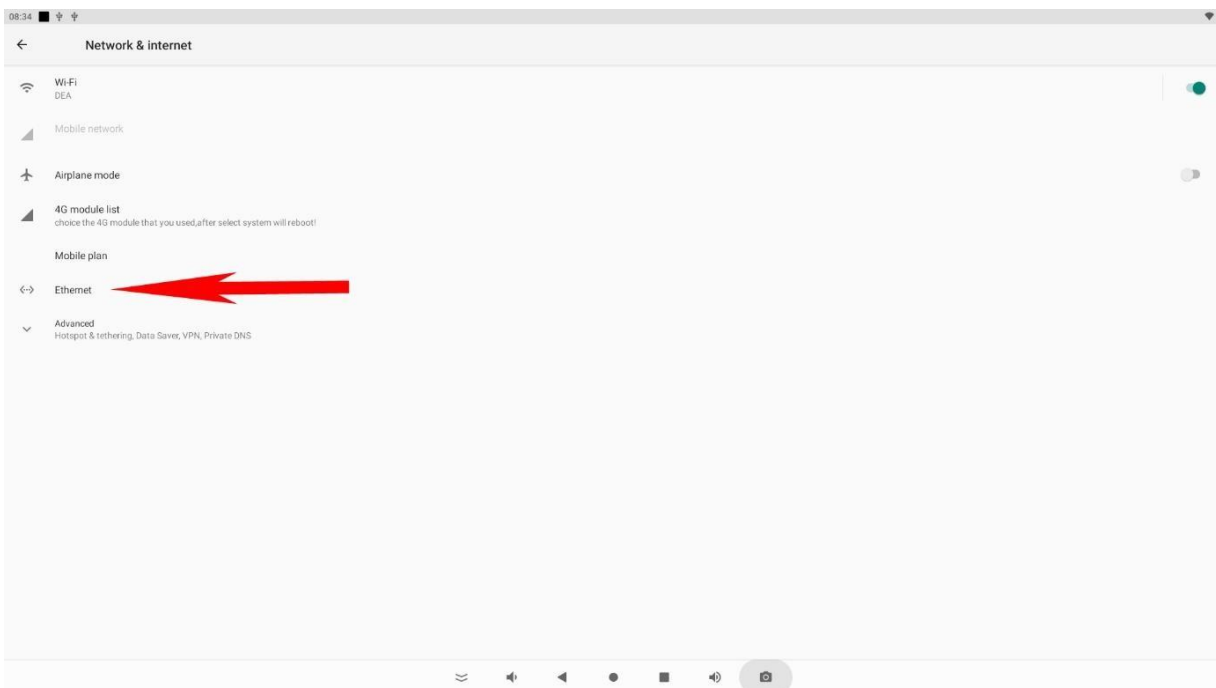 08:34
Network & internet
Wi-Fi
DEA
Mobile network
Airplane mode
4G module list
choice the 4G module that you used,after select system will reboot!
Mobile plan
Ethernet
Advanced
Hotspot & tethering, Data Saver, VPN, Private DNS